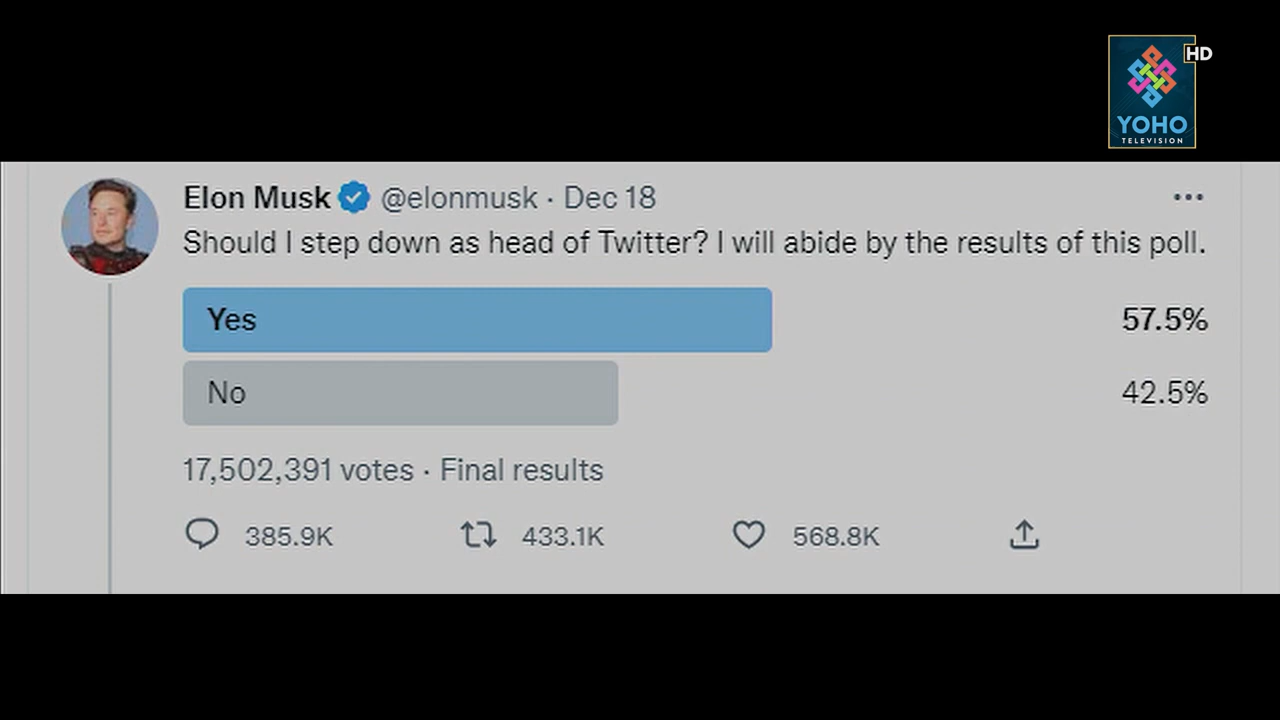 HD
YOHO
TELEVISION
Elon Musk @elonmusk · Dec 18
Should I step down as head of Twitter? I will abide by the results of this poll.
Yes 57.5%
No 42.5%
17,502,391 votes · Final results
385.9K 433.1K 568.8K